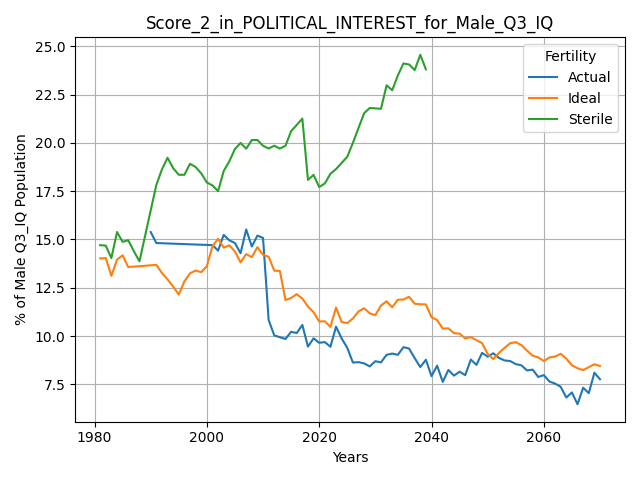 Score_2_in_POLITICAL_INTEREST_for_Male_Q3_IQ
% of Male Q3_IQ Population
25.0
22.5
20.0
17.5
15.0
12.5
10.0
7.5
Fertility
Actual
Ideal
Sterile
1980
2000
2020
2040
2060
Years